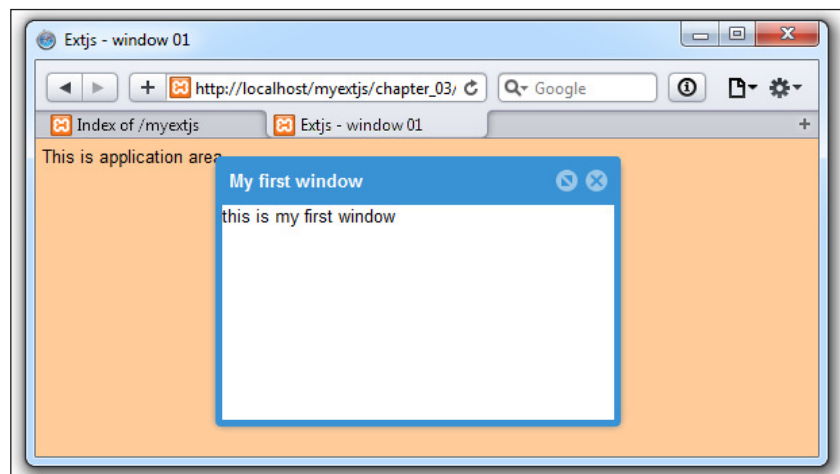 Extjs - window 01
http://localhost/myextjs/chapter_03/
Google
Index of /myextjs
Extjs - window 01
This is application area
My first window
this is my first window